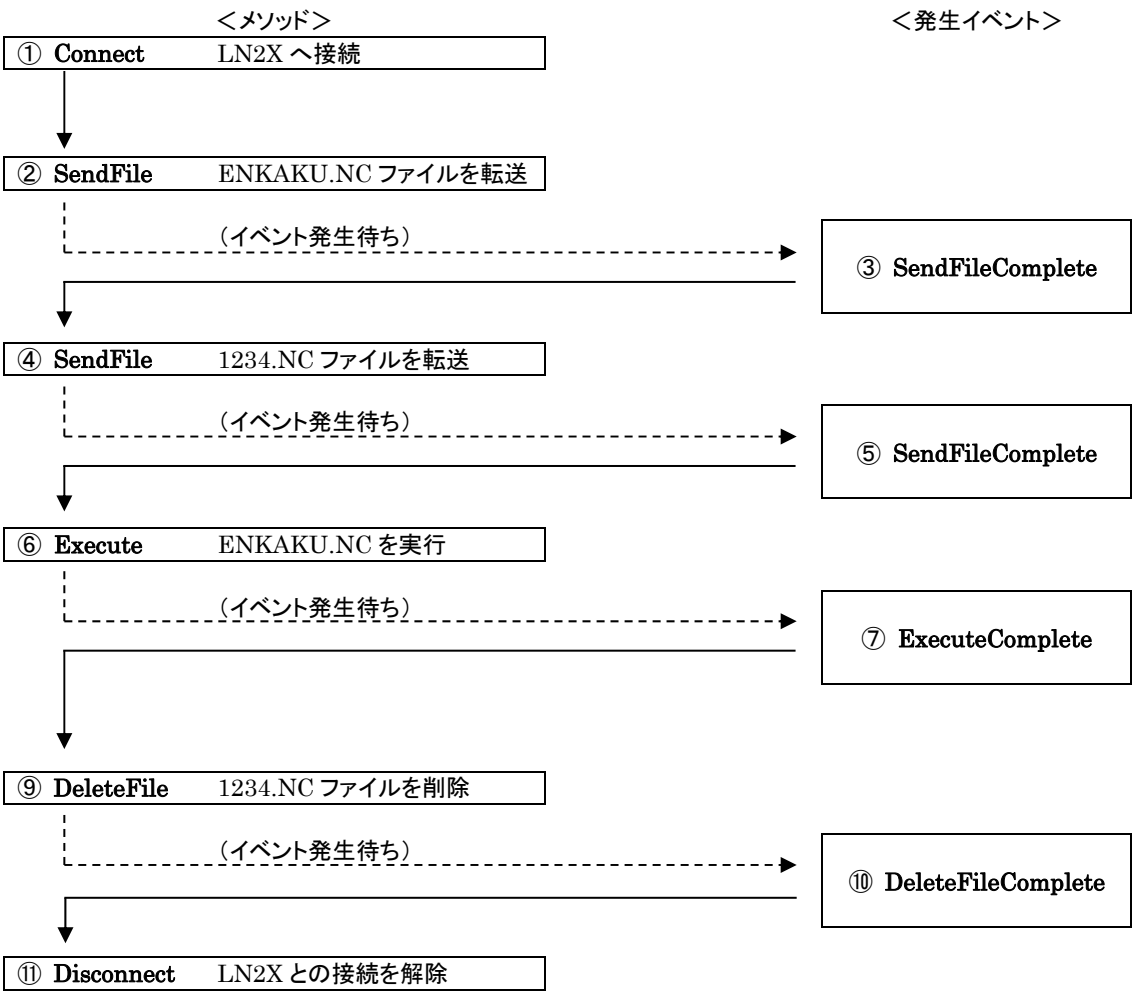 ＜メソッド＞ ＜発生イベント＞
① Connect LN2X へ接続
② SendFile ENKAKU.NC ファイルを転送
（イベント発生待ち）
③ SendFileComplete
④ SendFile 1234.NC ファイルを転送
（イベント発生待ち）
⑤ SendFileComplete
⑥ Execute ENKAKU.NC を実行
（イベント発生待ち）
⑦ ExecuteComplete
⑨ DeleteFile 1234.NC ファイルを削除
（イベント発生待ち）
⑩ DeleteFileComplete
⑪ Disconnect LN2X との接続を解除